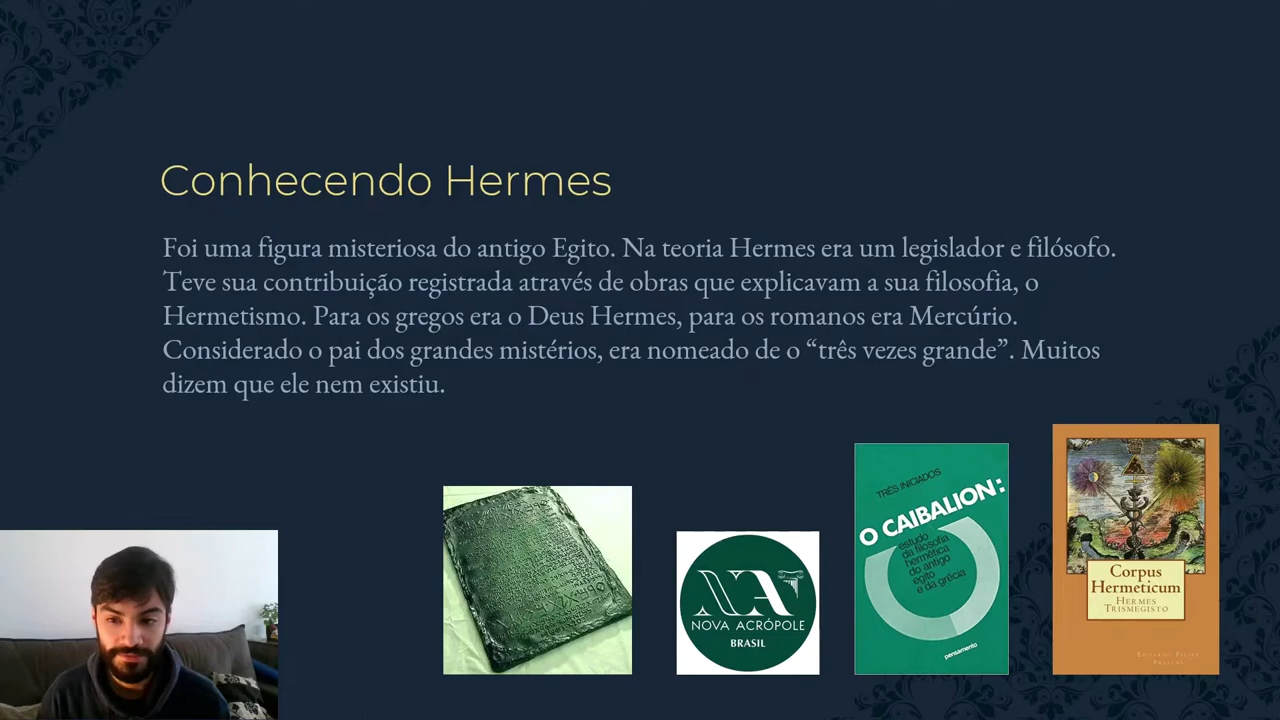 Conhecendo Hermes
Foi uma figura misteriosa do antigo Egito. Na teoria Hermes era um legislador e filósofo.
Teve sua contribuição registrada através de obras que explicavam a sua filosofia, o
Hermetismo. Para os gregos era o Deus Hermes, para os romanos era Mercúrio.
Considerado o pai dos grandes mistérios, era nomeado de o “três vezes grande”. Muitos
dizem que ele nem existiu.
NA
NOVA ACRÓPOLE
BRASIL
TRÊS INICIADOS
O CAIBALION:
estudo
da filosofia
hermética
do antigo
egito
e da grécia
pensamento
Corpus
Hermeticum
HERMES
TRISMEGISTO